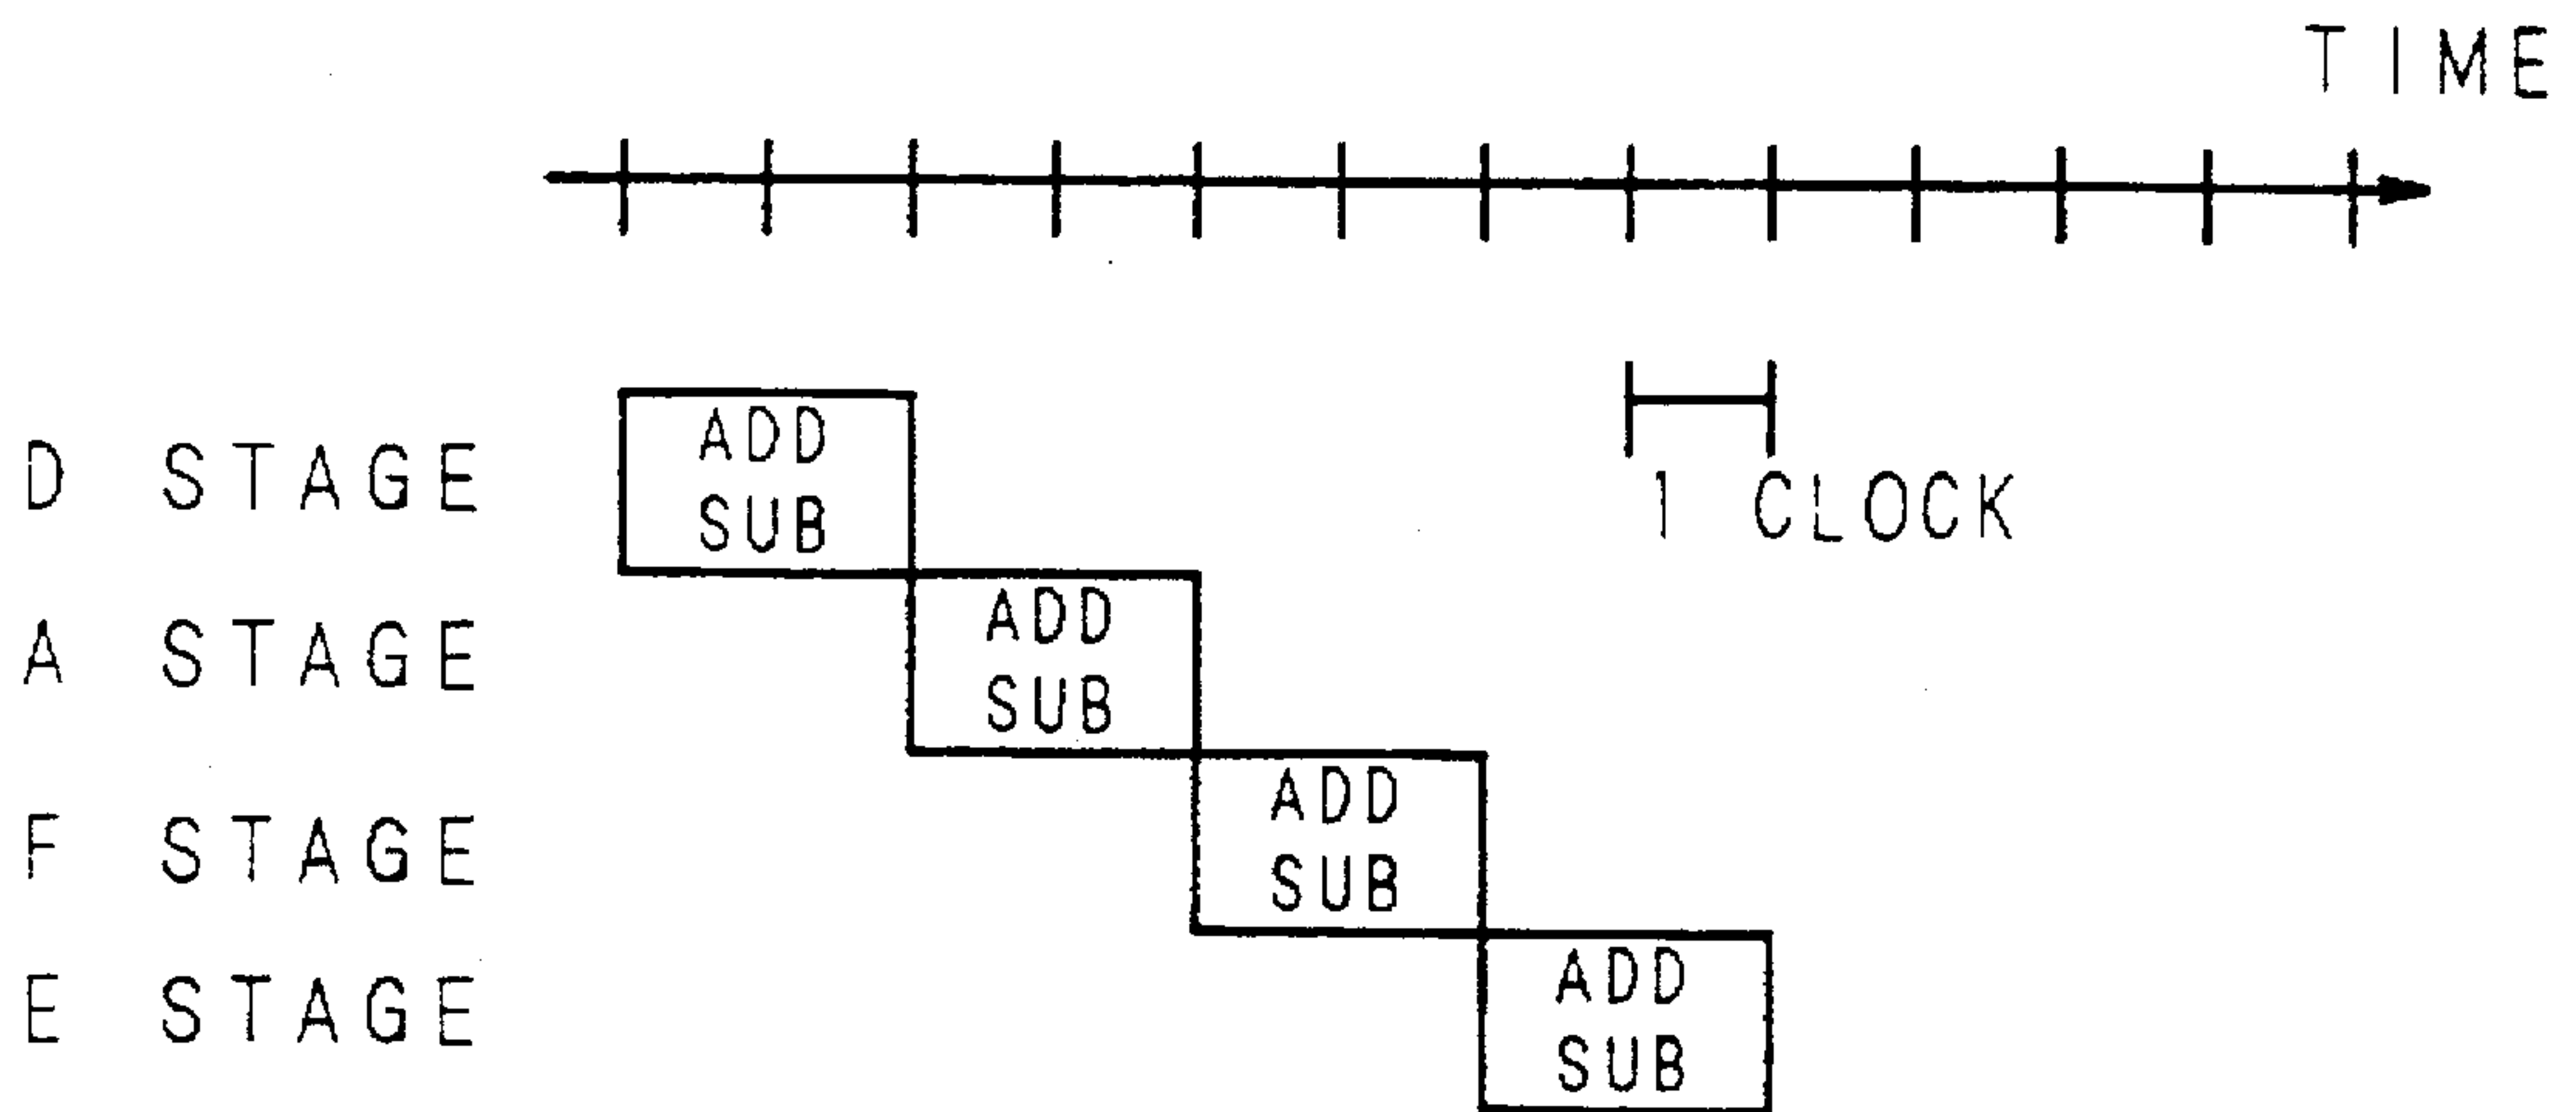 TIME
1 CLOCK
D STAGE
ADD
SUB
A STAGE
ADD
SUB
F STAGE
ADD
SUB
E STAGE
ADD
SUB